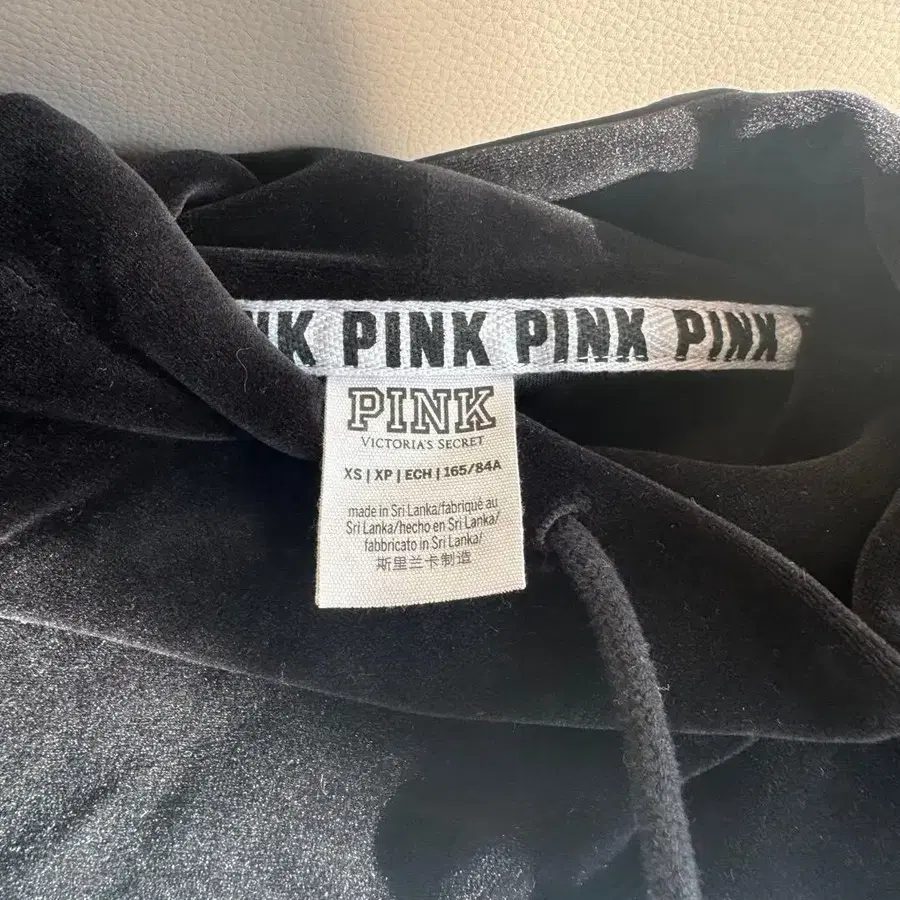 NK PINK PINK PINK
PINK
VICTORIA'S SECRET
XS | XP | ECH | 165/84A
made in Sri Lanka/fabriqué au
Sri Lanka/hecho en Sri Lanka/
fabbricato in Sri Lanka/
斯里兰卡制造